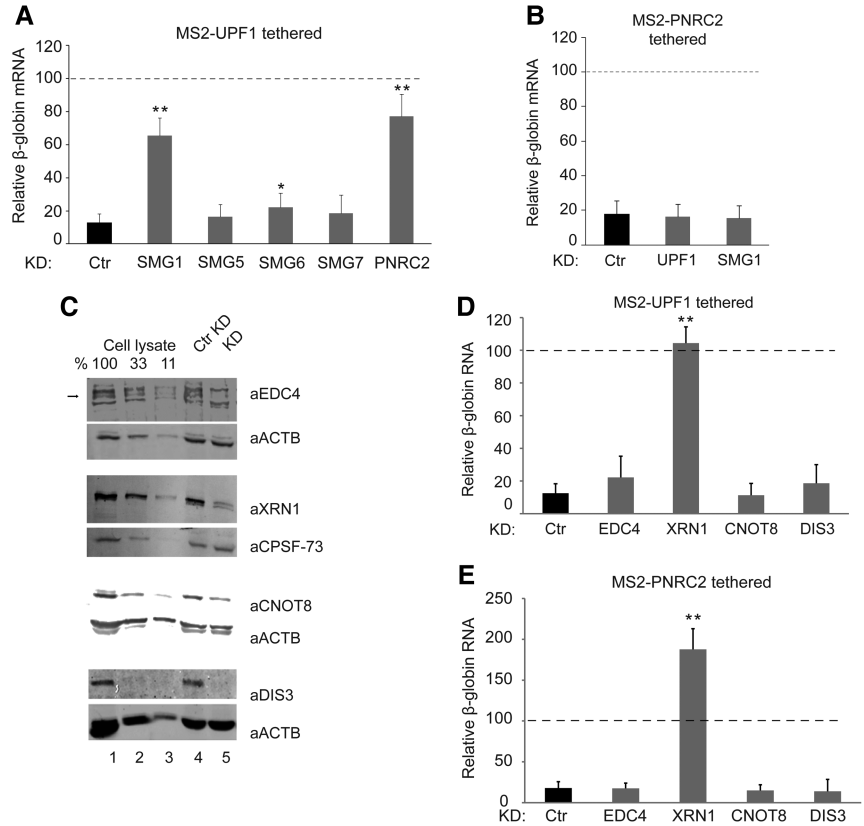 A
MS2-UPF1 tethered
Relative β-globin mRNA
120
100
80
60
40
20
0
**
*
**
KD: Ctr SMG1 SMG5 SMG6 SMG7 PNRC2
B
MS2-PNRC2
tethered
Relative β-globin mRNA
120
100
80
60
40
20
0
KD: Ctr UPF1 SMG1
C
Cell lysate Ctr KD KD
% 100 33 11
→
aEDC4
aACTB
aXRN1
aCPSF-73
aCNOT8
aACTB
aDIS3
aACTB
1 2 3 4 5
D
MS2-UPF1 tethered
Relative β-globin RNA
120
100
80
60
40
20
0
**
KD: Ctr EDC4 XRN1 CNOT8 DIS3
E
MS2-PNRC2 tethered
Relative β-globin RNA
250
200
150
100
50
0
**
KD: Ctr EDC4 XRN1 CNOT8 DIS3